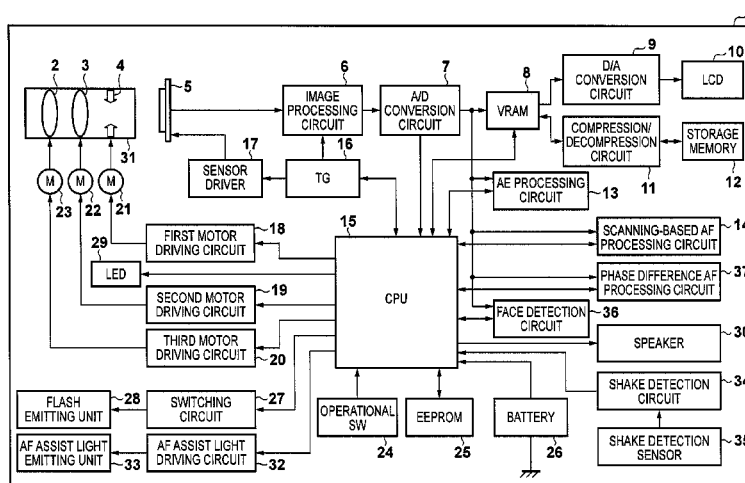 2 3 4
5
6
IMAGE
PROCESSING
CIRCUIT
7
A/D
CONVERSION
CIRCUIT
8
VRAM
9
D/A
CONVERSION
CIRCUIT
10
LCD
31
17
SENSOR
DRIVER
16
TG
COMPRESSION/
DECOMPRESSION
CIRCUIT
11
STORAGE
MEMORY
12
M M M
23 22 21
AE PROCESSING
CIRCUIT
13
18
FIRST MOTOR
DRIVING CIRCUIT
29
LED
15
CPU
14
SCANNING-BASED AF
PROCESSING CIRCUIT
37
PHASE DIFFERENCE AF
PROCESSING CIRCUIT
19
SECOND MOTOR
DRIVING CIRCUIT
FACE DETECTION
CIRCUIT
36
THIRD MOTOR
DRIVING CIRCUIT
20
SPEAKER
28
FLASH
EMITTING UNIT
27
SWITCHING
CIRCUIT
OPERATIONAL
SW
24
EEPROM
25
BATTERY
26
SHAKE DETECTION
CIRCUIT
34
AF ASSIST LIGHT
EMITTING UNIT
33
AF ASSIST LIGHT
DRIVING CIRCUIT
32
SHAKE DETECTION
SENSOR
35